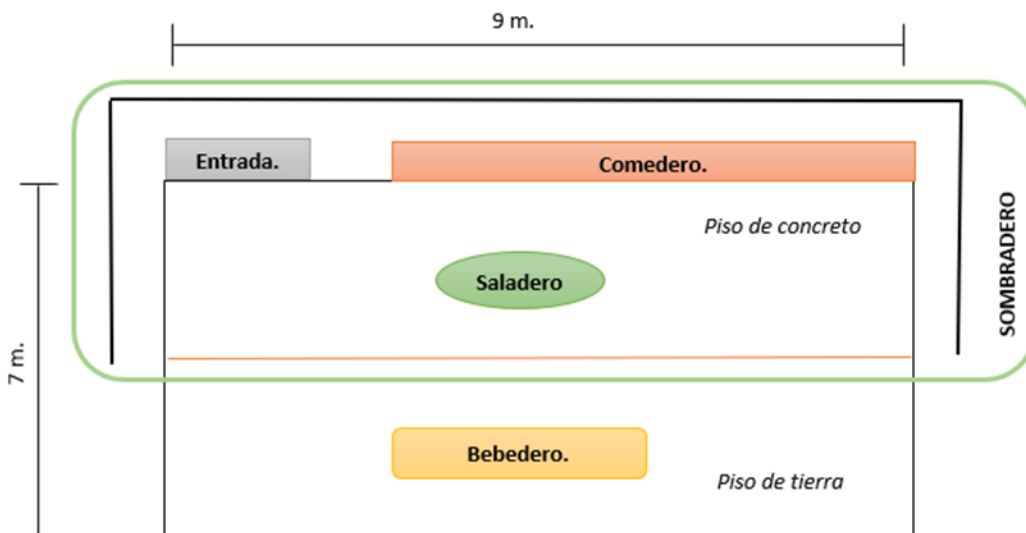 9 m.
Entrada.
Comedero.
Piso de concreto
Saladero
SOMBRADERO
7 m.
Bebedero.
Piso de tierra